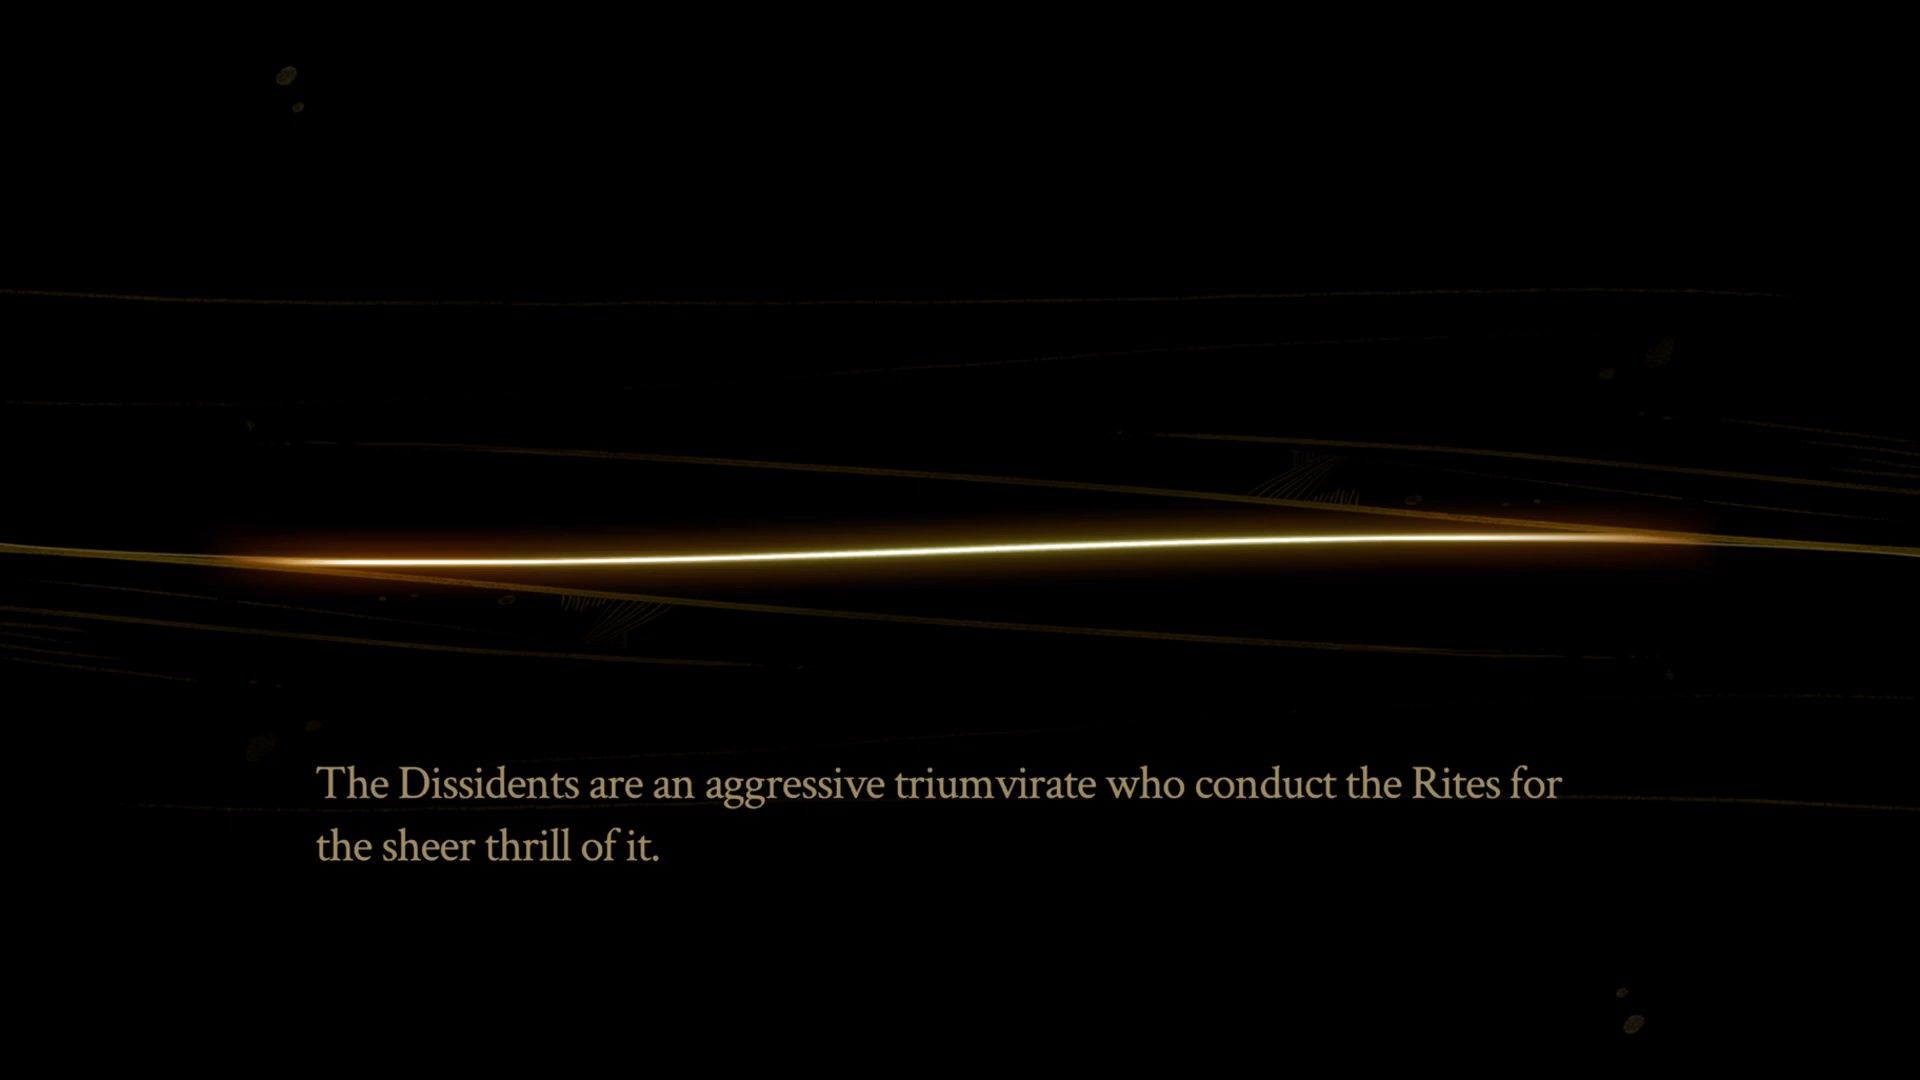 The Dissidents are an aggressive triumvirate who conduct the Rites for
the sheer thrill of it.